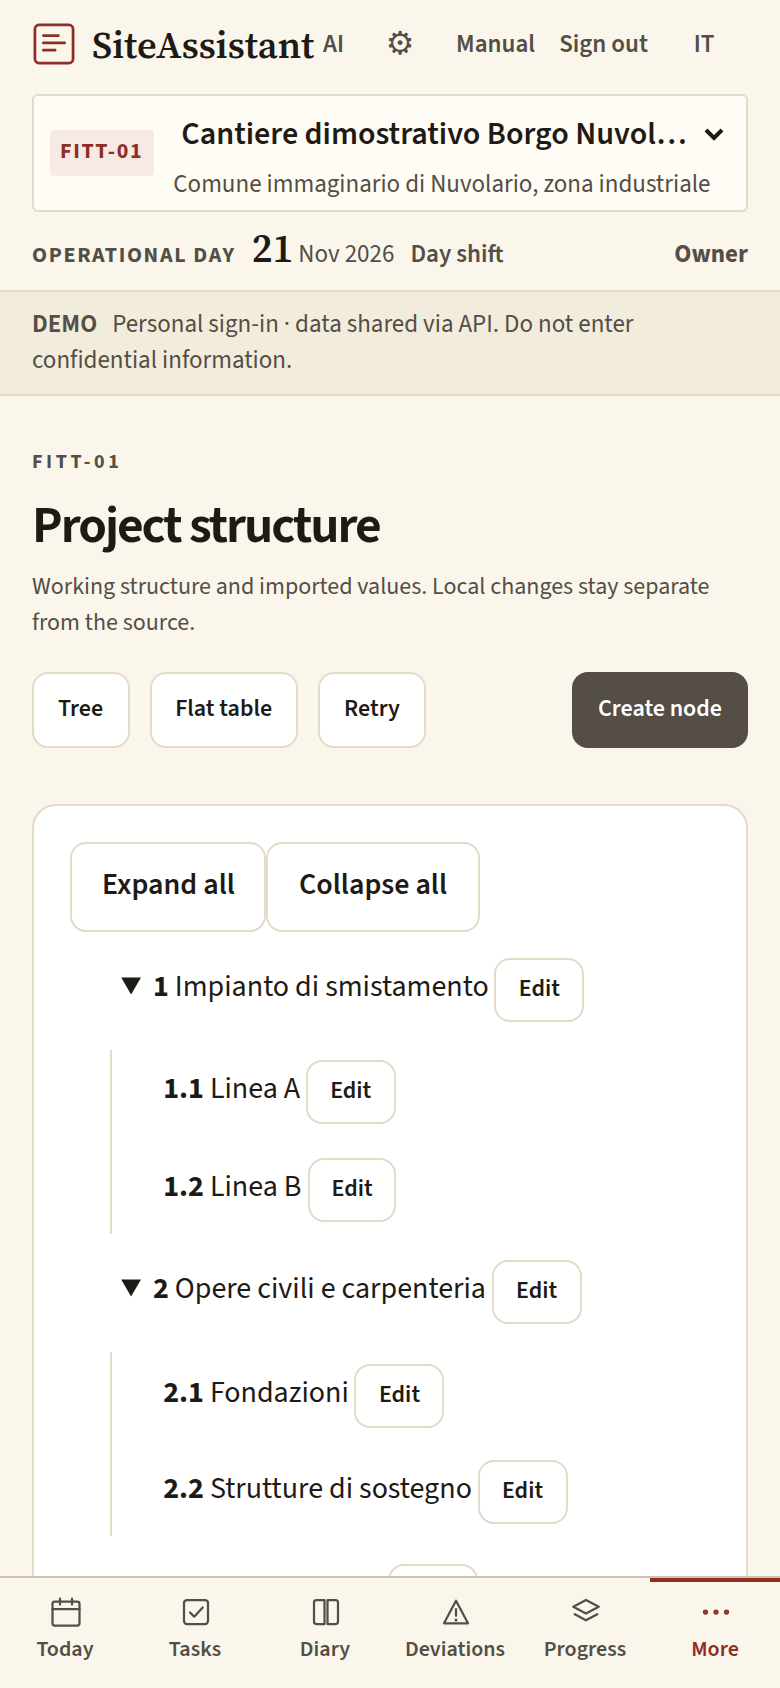 SiteAssistant AI ⚙ Manual Sign out IT
FITT-01 Cantiere dimostrativo Borgo Nuvol…
Comune immaginario di Nuvolario, zona industriale
OPERATIONAL DAY 21 Nov 2026 Day shift Owner
DEMO Personal sign-in · data shared via API. Do not enter
confidential information.
FITT-01
Project structure
Working structure and imported values. Local changes stay separate
from the source.
Tree Flat table Retry Create node
Expand all Collapse all
▼ 1 Impianto di smistamento Edit
1.1 Linea A Edit
1.2 Linea B Edit
▼ 2 Opere civili e carpenteria Edit
2.1 Fondazioni Edit
2.2 Strutture di sostegno Edit
Today Tasks Diary Deviations Progress More